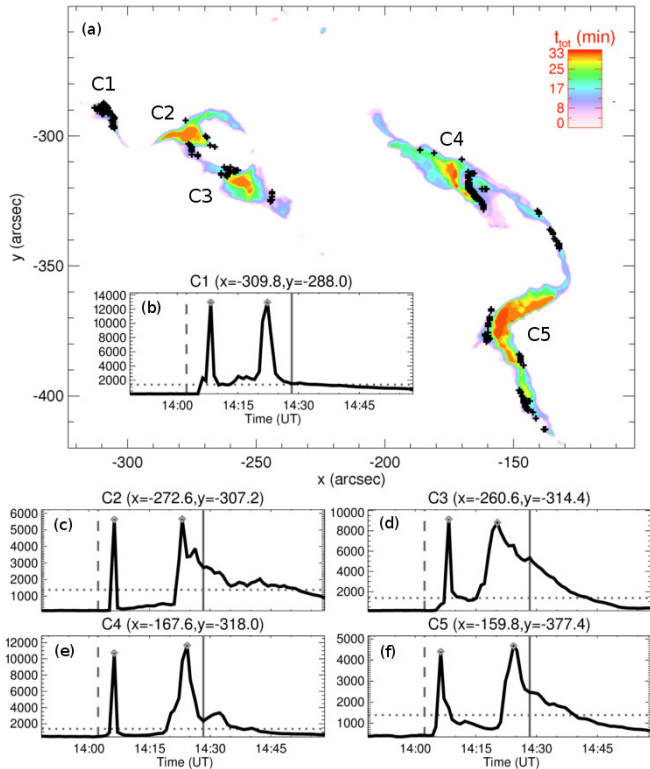 (a)
t_tot (min)
33
25
17
8
0
C1
C2
C3
C4
C5
y (arcsec)
-300
-350
-400
C1 (x=-309.8,y=-288.0)
(b)
14000
12000
10000
8000
6000
4000
2000
14:00 14:15 14:30 14:45
Time (UT)
-300 -250 -200 -150
x (arcsec)
C2 (x=-272.6,y=-307.2)
(c)
6000
5000
4000
3000
2000
1000
C3 (x=-260.6,y=-314.4)
(d)
10000
8000
6000
4000
2000
C4 (x=-167.6,y=-318.0)
(e)
12000
10000
8000
6000
4000
2000
14:00 14:15 14:30 14:45
Time (UT)
C5 (x=-159.8,y=-377.4)
(f)
5000
4000
3000
2000
1000
14:00 14:15 14:30 14:45
Time (UT)